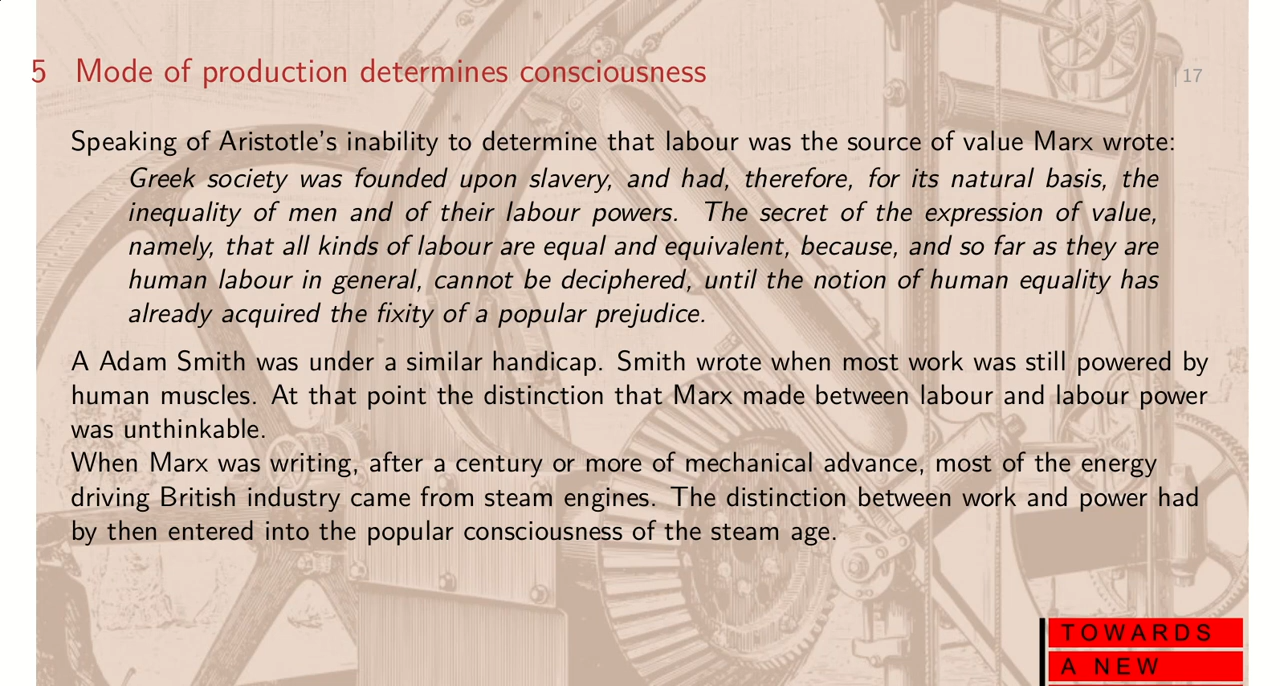 5 Mode of production determines consciousness
| 17
Speaking of Aristotle's inability to determine that labour was the source of value Marx wrote:
Greek society was founded upon slavery, and had, therefore, for its natural basis, the
inequality of men and of their labour powers. The secret of the expression of value,
namely, that all kinds of labour are equal and equivalent, because, and so far as they are
human labour in general, cannot be deciphered, until the notion of human equality has
already acquired the fixity of a popular prejudice.
A Adam Smith was under a similar handicap. Smith wrote when most work was still powered by
human muscles. At that point the distinction that Marx made between labour and labour power
was unthinkable.
When Marx was writing, after a century or more of mechanical advance, most of the energy
driving British industry came from steam engines. The distinction between work and power had
by then entered into the popular consciousness of the steam age.
TOWARDS
A NEW